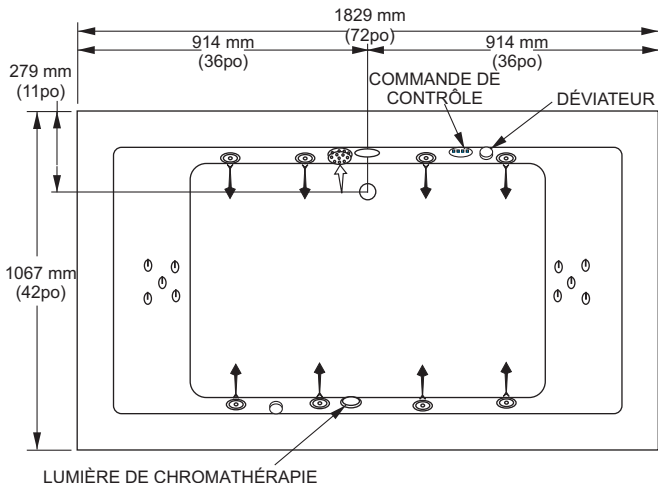 1829 mm
(72po)
914 mm
(36po)
914 mm
(36po)
279 mm
(11po)
COMMANDE DE
CONTRÔLE
DÉVIATEUR
1067 mm
(42po)
LUMIÈRE DE CHROMATHÉRAPIE